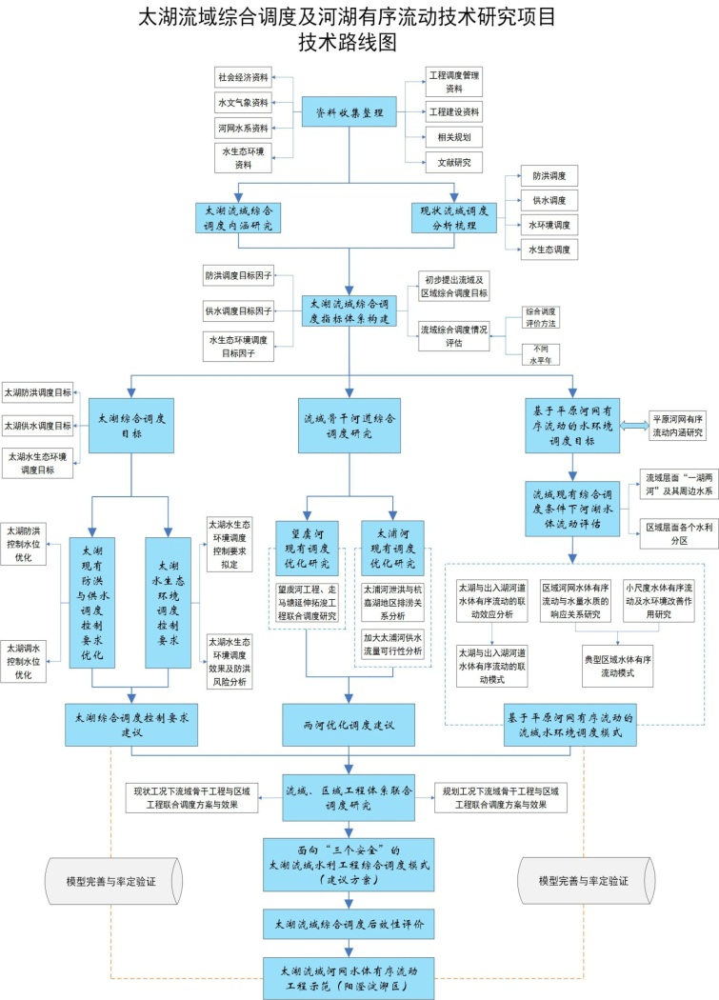 太湖流域综合调度及河湖有序流动技术研究项目
技术路线图
社会经济资料
水文气象资料
河网水系资料
水生态环境
资料
资料收集整理
工程调度管理
资料
工程建设资料
相关规划
文献研究
太湖流域综合
调度内涵研究
现状流域调度
分析梳理
防洪调度
供水调度
水环境调度
水生态调度
防洪调度目标因子
供水调度目标因子
水生态环境调度
目标因子
太湖流域综合调
度指标体系构建
初步提出流域及
区域综合调度目标
流域综合调度情况
评估
综合调度
评价方法
不同
水平年
太湖防洪调度目标
太湖供水调度目标
太湖水生态环境
调度目标
太湖综合调度
目标
流域骨干河道综合
调度研究
基于平原河网有
序流动的水环境
调度目标
平原河网有序
流动内涵研究
流域现有综合调
度条件下河湖水
体流动评估
流域层面“一湖两
河”及其周边水系
区域层面各个水利
分区
太湖防洪
控制水位
优化
太湖调水
控制水位
优化
太湖
现有
防洪
与供水
调度
控制
要求
优化
太湖
水生态
环境
调度
控制
要求
太湖水生态
环境调度
控制要求
拟定
太湖水生态
环境调度
效果及防洪
风险分析
望虞河
现有调度
优化研究
望虞河工程、走
马塘延伸拓浚工
程联合调度研究
太浦河
现有调度
优化研究
太浦河泄洪与杭
嘉湖地区排涝关
系分析
加大太浦河供水
流量可行性分析
太湖与出入湖河道
水体有序流动的联
动效应分析
区域河网水体有序
流动与水量水质的
响应关系研究
小尺度水体有序流
动及水环境改善作
用研究
太湖与出入湖河道
水体有序流动的联
动模式
典型区域水体有序
流动模式
太湖综合调度控制要求
建议
两河优化调度建议
基于平原河网有序流动的
流域水环境调度模式
现状工况下流域骨干工程与区域
工程联合调度方案与效果
流域、区域工程体系联合
调度研究
规划工况下流域骨干工程与区域
工程联合调度方案与效果
面向“三个安全”的
太湖流域水利工程综合调度模式
(建议方案)
模型完善与率定验证
模型完善与率定验证
太湖流域综合调度后效性评价
太湖流域河网水体有序流动
工程示范(阳澄淀泖区)